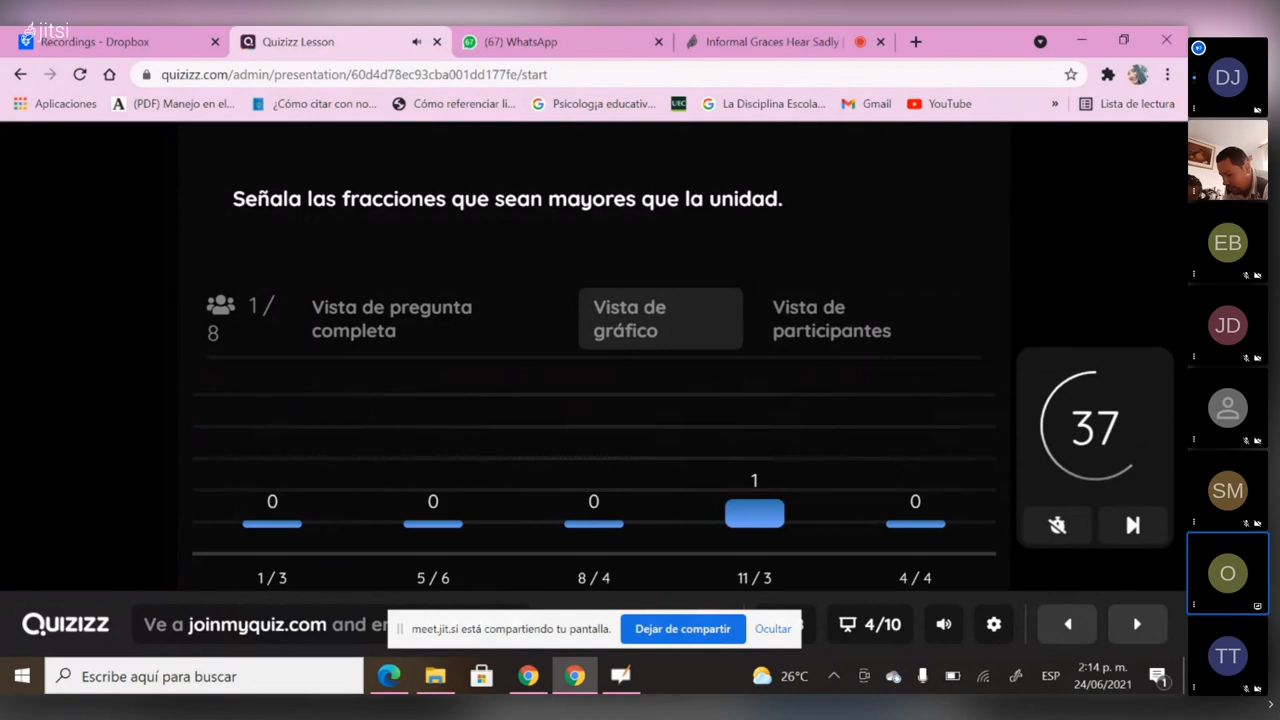 jitsi
Recordings - Dropbox
Quizizz Lesson
(67) WhatsApp
Informal Graces Hear Sadly |
quizizz.com/admin/presentation/60d4d78ec93cba001dd177fe/start
Aplicaciones
(PDF) Manejo en el...
¿Cómo citar con no...
Cómo referenciar li...
Psicolog¡a educativ...
La Disciplina Escola...
Gmail
YouTube
»
Lista de lectura
Señala las fracciones que sean mayores que la unidad.
1 /
8
Vista de pregunta
completa
Vista de
gráfico
Vista de
participantes
37
0
0
0
1
0
1 / 3
5 / 6
8 / 4
11 / 3
4 / 4
Quizizz
Ve a joinmyquiz.com and
meet.jit.si está compartiendo tu pantalla.
Dejar de compartir
Ocultar
4/10
Escribe aquí para buscar
26°C
ESP
2:14 p. m.
24/06/2021
1
DJ
EB
JD
SM
O
TT